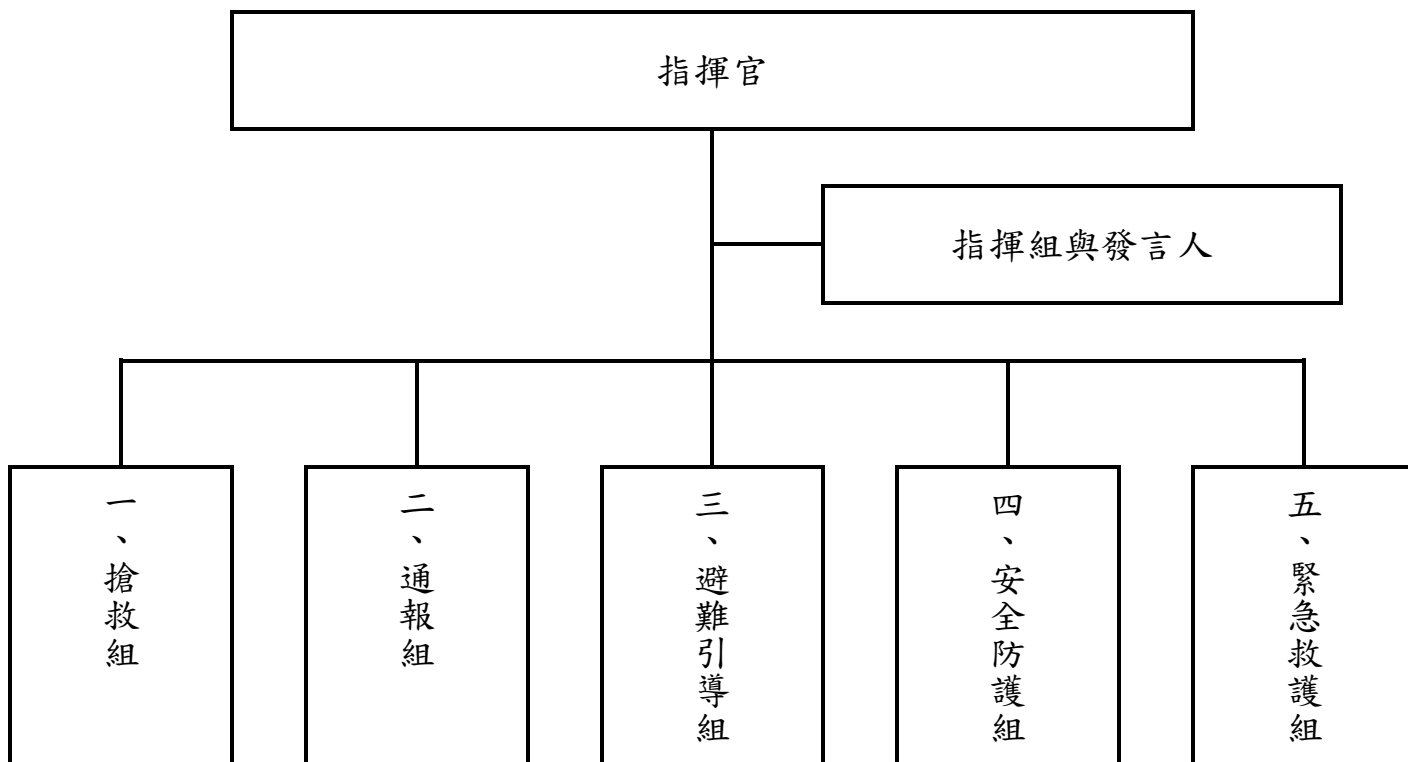 指揮官
指揮組與發言人
一、搶救組
二、通報組
三、避難引導組
四、安全防護組
五、緊急救護組